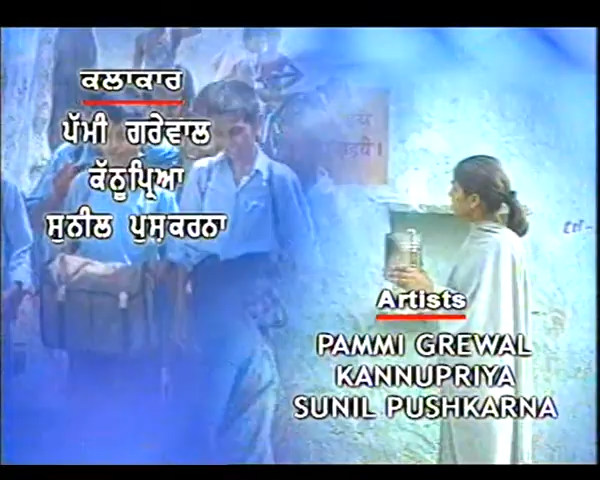 ਕਲਾਕਾਰ
ਪੱਮੀ ਗਰੇਵਾਲ
ਕੱਨੂਪ੍ਰਿਆ
ਸੁਨੀਲ ਪੁਸ਼ਕਰਨਾ
Artists
PAMMI GREWAL
KANNUPRIYA
SUNIL PUSHKARNA